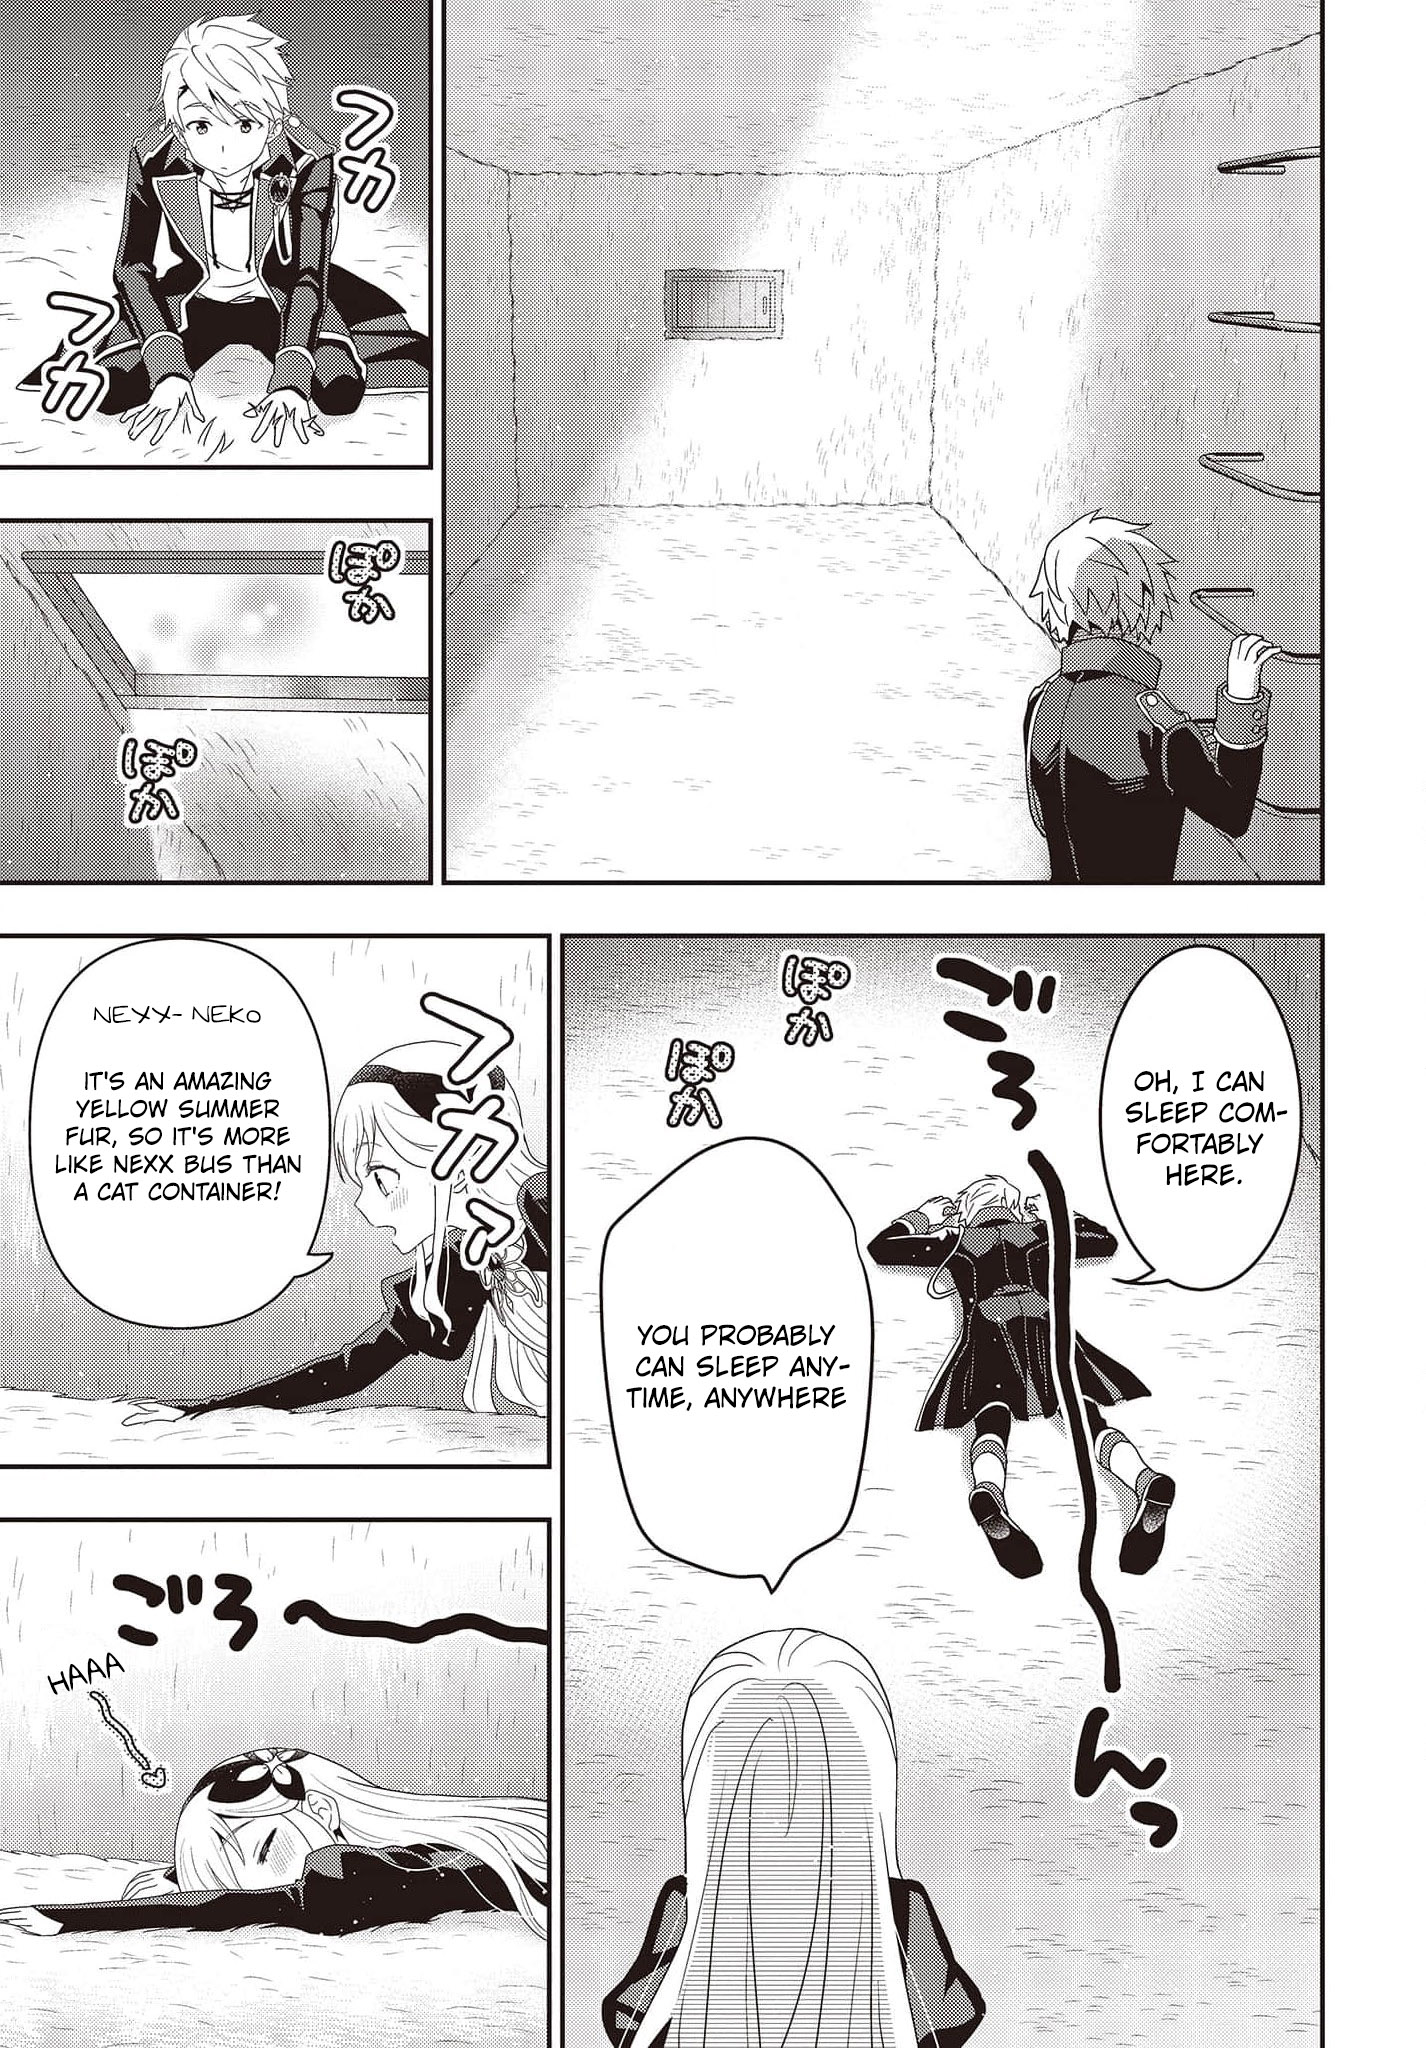 フカ
フカ
ぽか
ぽか
ごろ
んっ
ぽか
ぽか
OH, I CAN
SLEEP COM-
FORTABLY
HERE.
YOU PROBABLY
CAN SLEEP ANY-
TIME, ANYWHERE
フカァ
NEXX- NEKO
IT'S AN AMAZING
YELLOW SUMMER
FUR, SO IT'S MORE
LIKE NEXX BUS THAN
A CAT CONTAINER!
ごろー
HAAA